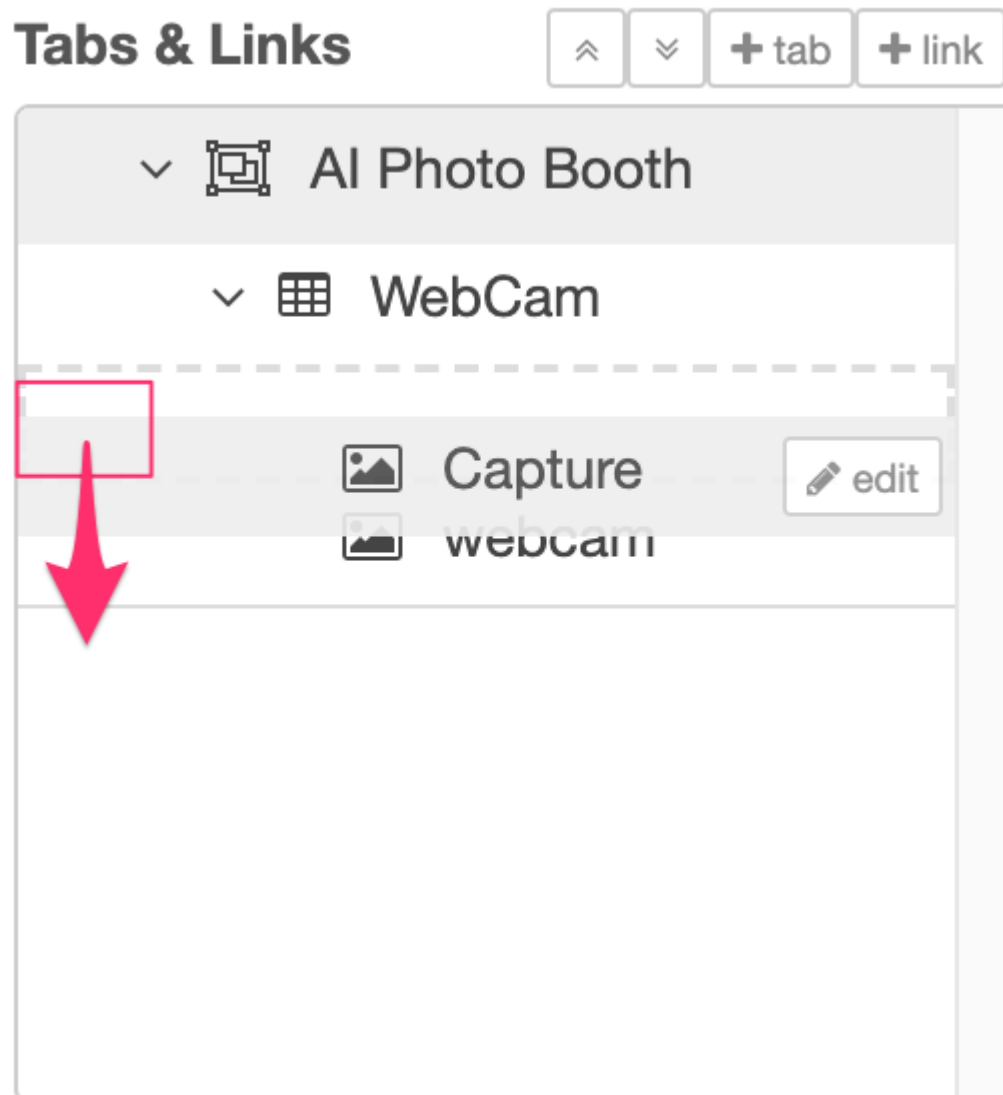 Tabs & Links
+ tab
+ link
AI Photo Booth
WebCam
Capture
edit
webcam